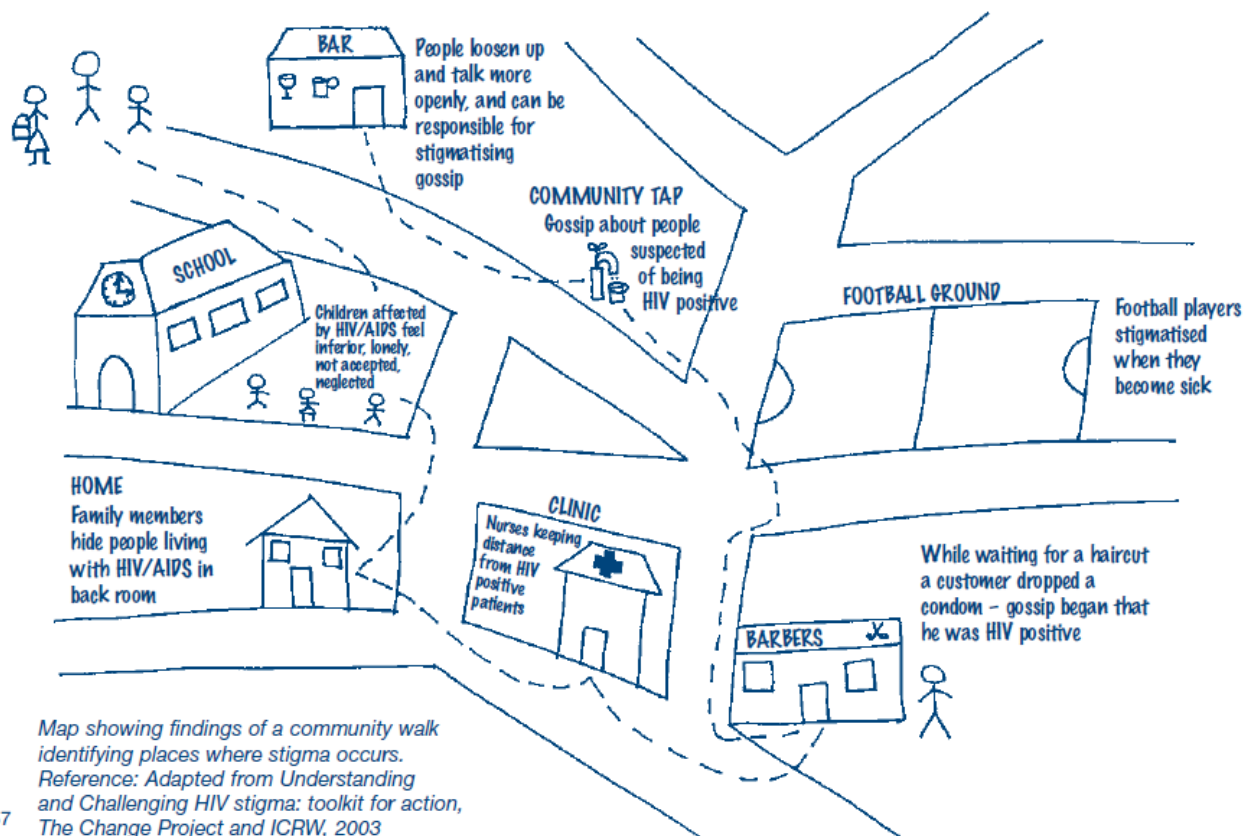 BAR
People loosen up
and talk more
openly, and can be
responsible for
stigmatising
gossip
COMMUNITY TAP
Gossip about people
suspected
of being
HIV positive
SCHOOL
Children affected
by HIV/AIDS feel
inferior, lonely,
not accepted,
neglected
FOOTBALL GROUND
Football players
stigmatised
when they
become sick
HOME
Family members
hide people living
with HIV/AIDS in
back room
CLINIC
Nurses keeping
distance
from HIV
positive
patients
While waiting for a haircut
a customer dropped a
condom – gossip began that
he was HIV positive
BARBERS
Map showing findings of a community walk
identifying places where stigma occurs.
Reference: Adapted from Understanding
and Challenging HIV stigma: toolkit for action,
The Change Project and ICRW, 2003
7